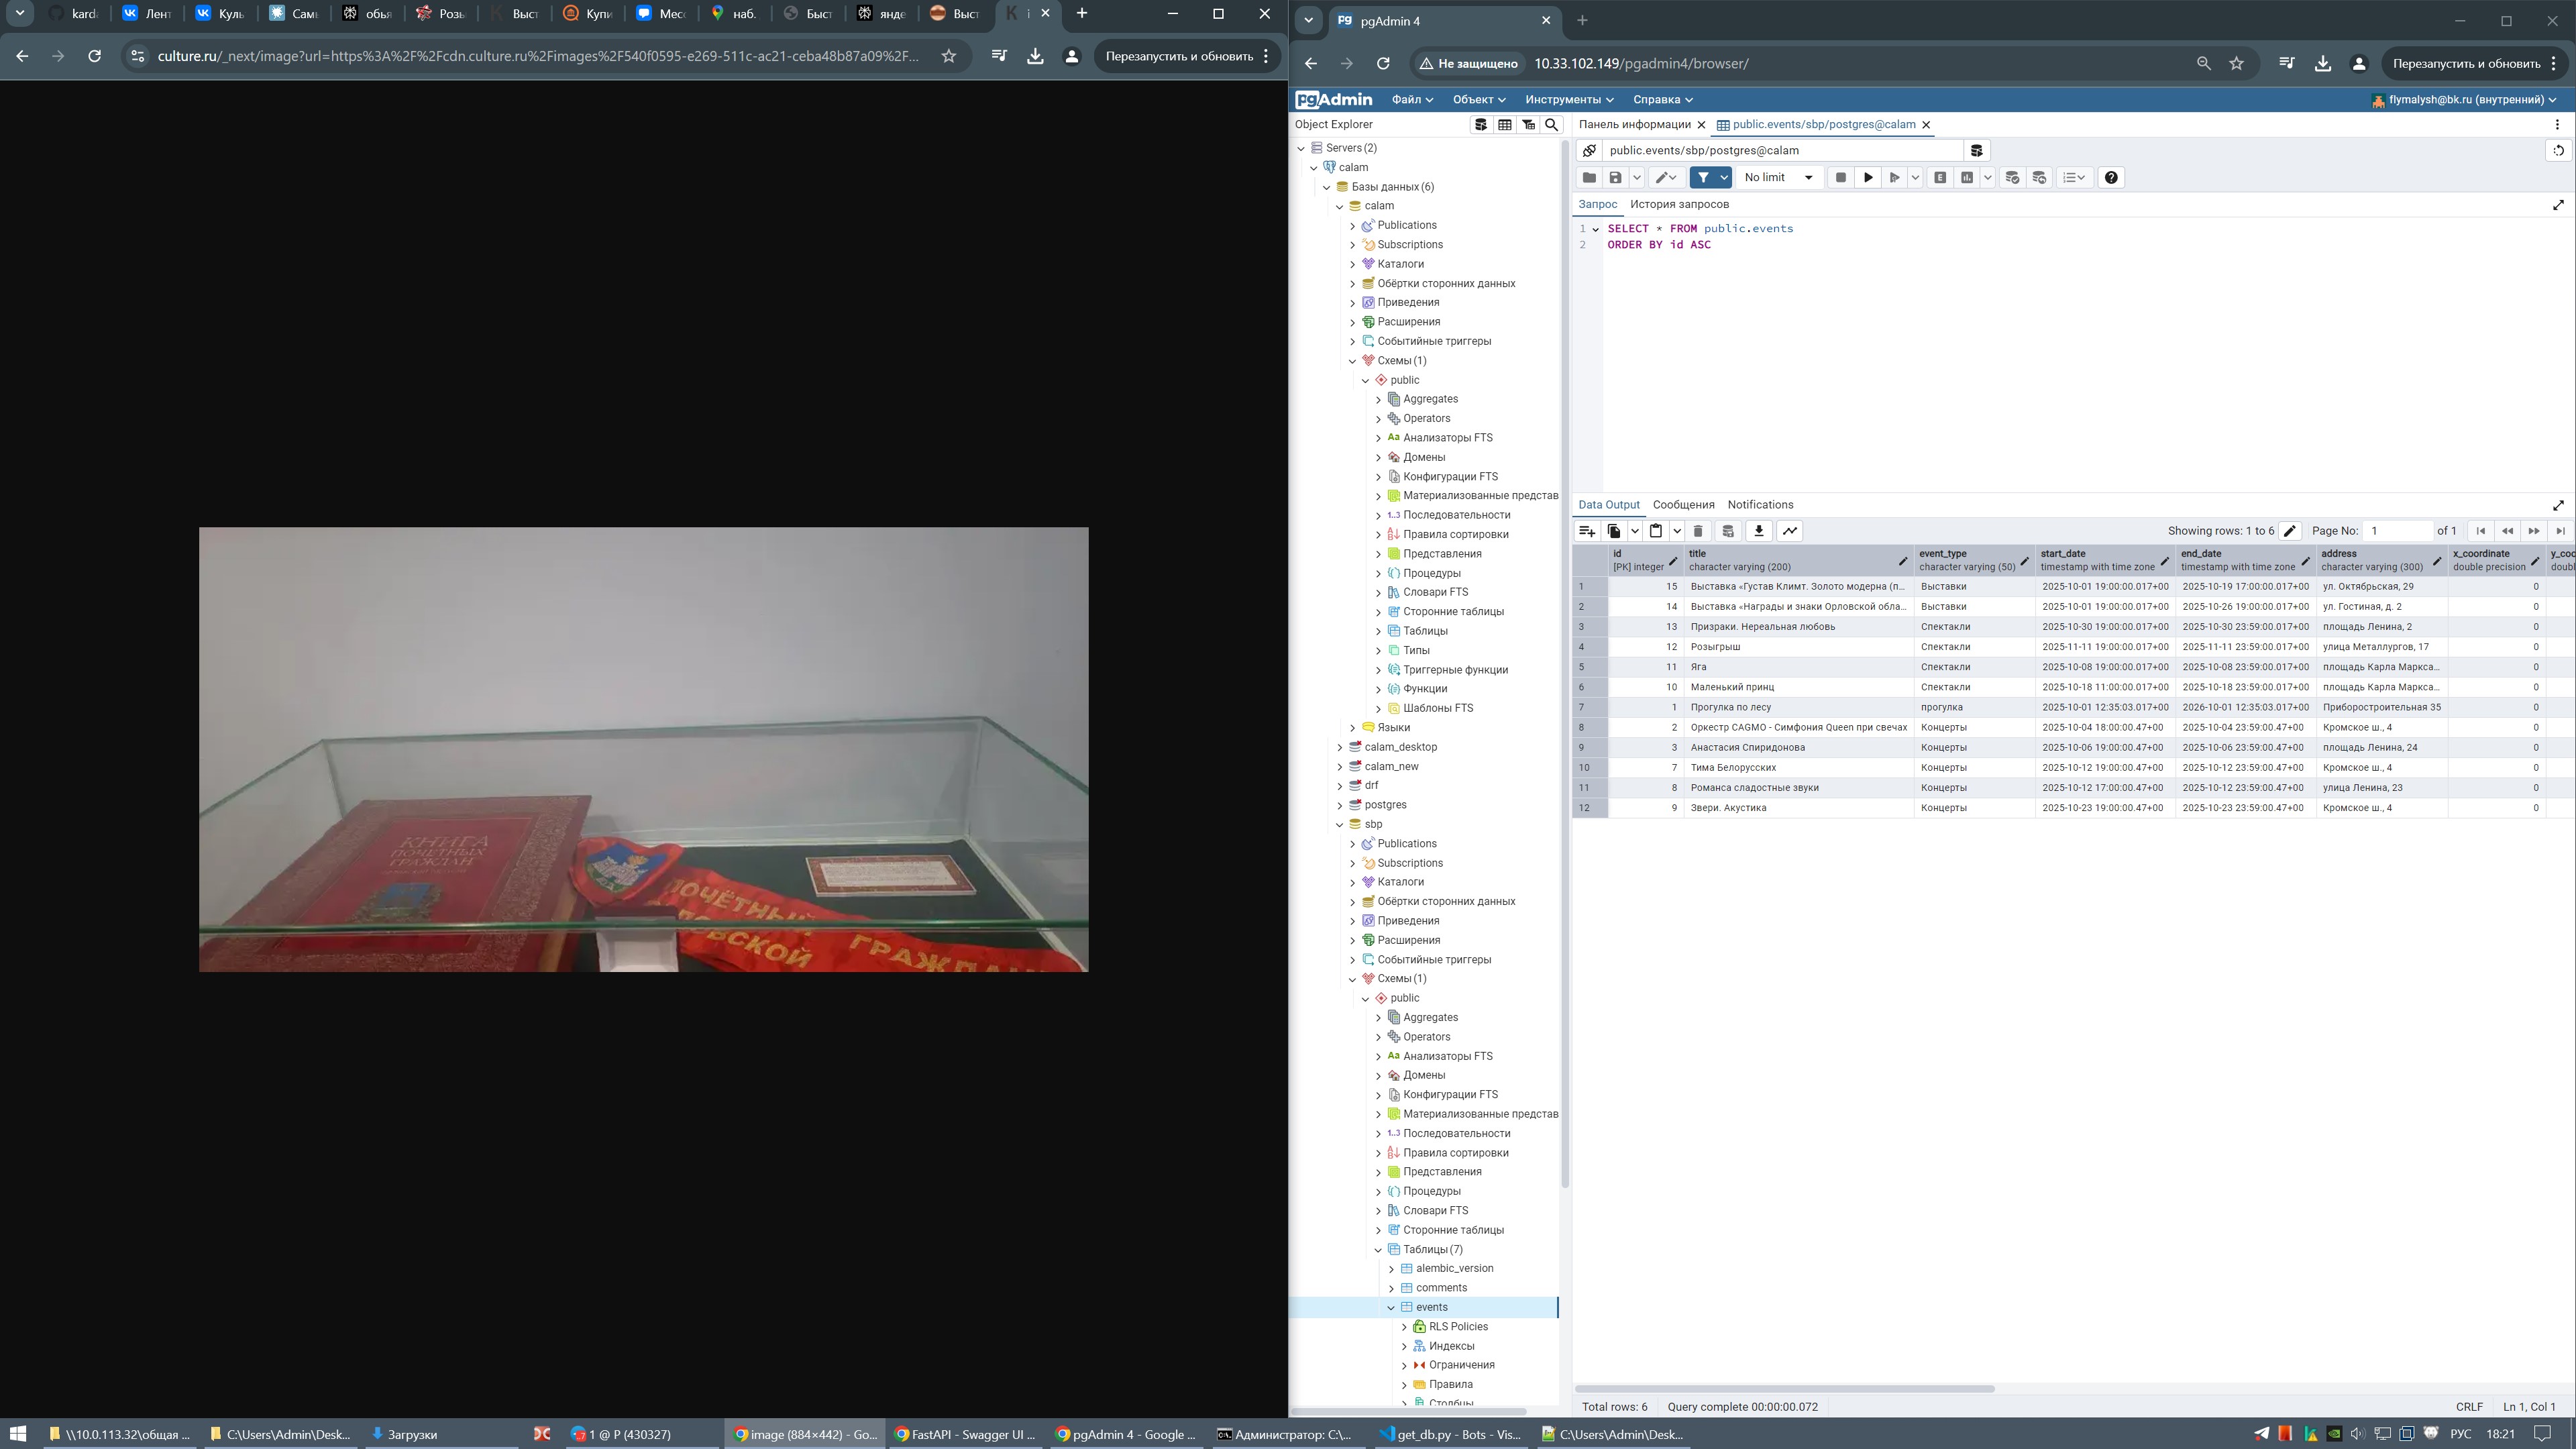 kard
Лент
Куль
Сам
обья
Розы
Выст
Купи
Месс
наб.
Быст
янде
Выст
culture.ru/_next/image?url=https%3A%2F%2Fcdn.culture.ru%2Fimages%2F540f0595-e269-511c-ac21-ceba48b87a09%2F...
Перезапустить и обновить
КНИГА
ПОЧЕТНЫХ
ГРАЖДАН
ПОЧЁТНЫЙ ГРАЖДАН
pgAdmin 4
Не защищено
10.33.102.149/pgadmin4/browser/
Перезапустить и обновить
pgAdmin
Файл
Объект
Инструменты
Справка
flymalysh@bk.ru (внутренний)
Object Explorer
Servers (2)
calam
Базы данных (6)
calam
Publications
Subscriptions
Каталоги
Обёртки сторонних данных
Приведения
Расширения
Событийные триггеры
Схемы (1)
public
Aggregates
Operators
Анализаторы FTS
Домены
Конфигурации FTS
Материализованные представ
Последовательности
Правила сортировки
Представления
Процедуры
Словари FTS
Сторонние таблицы
Таблицы
Типы
Триггерные функции
Функции
Шаблоны FTS
Языки
calam_desktop
calam_new
drf
postgres
sbp
Publications
Subscriptions
Каталоги
Обёртки сторонних данных
Приведения
Расширения
Событийные триггеры
Схемы (1)
public
Aggregates
Operators
Анализаторы FTS
Домены
Конфигурации FTS
Материализованные представ
Последовательности
Правила сортировки
Представления
Процедуры
Словари FTS
Сторонние таблицы
Таблицы (7)
alembic_version
comments
events
RLS Policies
Индексы
Ограничения
Правила
Столбцы
Панель информации
public.events/sbp/postgres@calam
public.events/sbp/postgres@calam
No limit
Запрос История запросов
1 SELECT * FROM public.events
2 ORDER BY id ASC
Data Output Сообщения Notifications
Showing rows: 1 to 6 Page No: 1 of 1
id title event_type start_date end_date address x_coordinate y_coo
[PK] integer character varying (200) character varying (50) timestamp with time zone timestamp with time zone character varying (300) double precision doubl
1 15 Выставка «Густав Климт. Золото модерна (п... Выставки 2025-10-01 19:00:00.017+00 2025-10-19 17:00:00.017+00 ул. Октябрьская, 29 0
2 14 Выставка «Награды и знаки Орловской обла... Выставки 2025-10-01 19:00:00.017+00 2025-10-26 19:00:00.017+00 ул. Гостиная, д. 2 0
3 13 Призраки. Нереальная любовь Спектакли 2025-10-30 19:00:00.017+00 2025-10-30 23:59:00.017+00 площадь Ленина, 2 0
4 12 Розыгрыш Спектакли 2025-11-11 19:00:00.017+00 2025-11-11 23:59:00.017+00 улица Металлургов, 17 0
5 11 Яга Спектакли 2025-10-08 19:00:00.017+00 2025-10-08 23:59:00.017+00 площадь Карла Маркса... 0
6 10 Маленький принц Спектакли 2025-10-18 11:00:00.017+00 2025-10-18 23:59:00.017+00 площадь Карла Маркса... 0
7 1 Прогулка по лесу прогулка 2025-10-01 12:35:03.017+00 2026-10-01 12:35:03.017+00 Приборостроительная 35 0
8 2 Оркестр CAGMO - Симфония Queen при свечах Концерты 2025-10-04 18:00:00.47+00 2025-10-04 23:59:00.47+00 Кромское ш., 4 0
9 3 Анастасия Спиридонова Концерты 2025-10-06 19:00:00.47+00 2025-10-06 23:59:00.47+00 площадь Ленина, 24 0
10 7 Тима Белорусских Концерты 2025-10-12 19:00:00.47+00 2025-10-12 23:59:00.47+00 Кромское ш., 4 0
11 8 Романса сладостные звуки Концерты 2025-10-12 17:00:00.47+00 2025-10-12 23:59:00.47+00 улица Ленина, 23 0
12 9 Звери. Акустика Концерты 2025-10-23 19:00:00.47+00 2025-10-23 23:59:00.47+00 Кромское ш., 4 0
Total rows: 6 Query complete 00:00:00.072 CRLF Ln 1, Col 1
\\10.0.113.32\общая ...
C:\Users\Admin\Desk...
Загрузки
1 @ P (430327)
image (884×442) - Go...
FastAPI - Swagger UI ...
pgAdmin 4 - Google ...
Администратор: C:\...
get_db.py - Bots - Vis...
C:\Users\Admin\Desk...
РУС
18:21